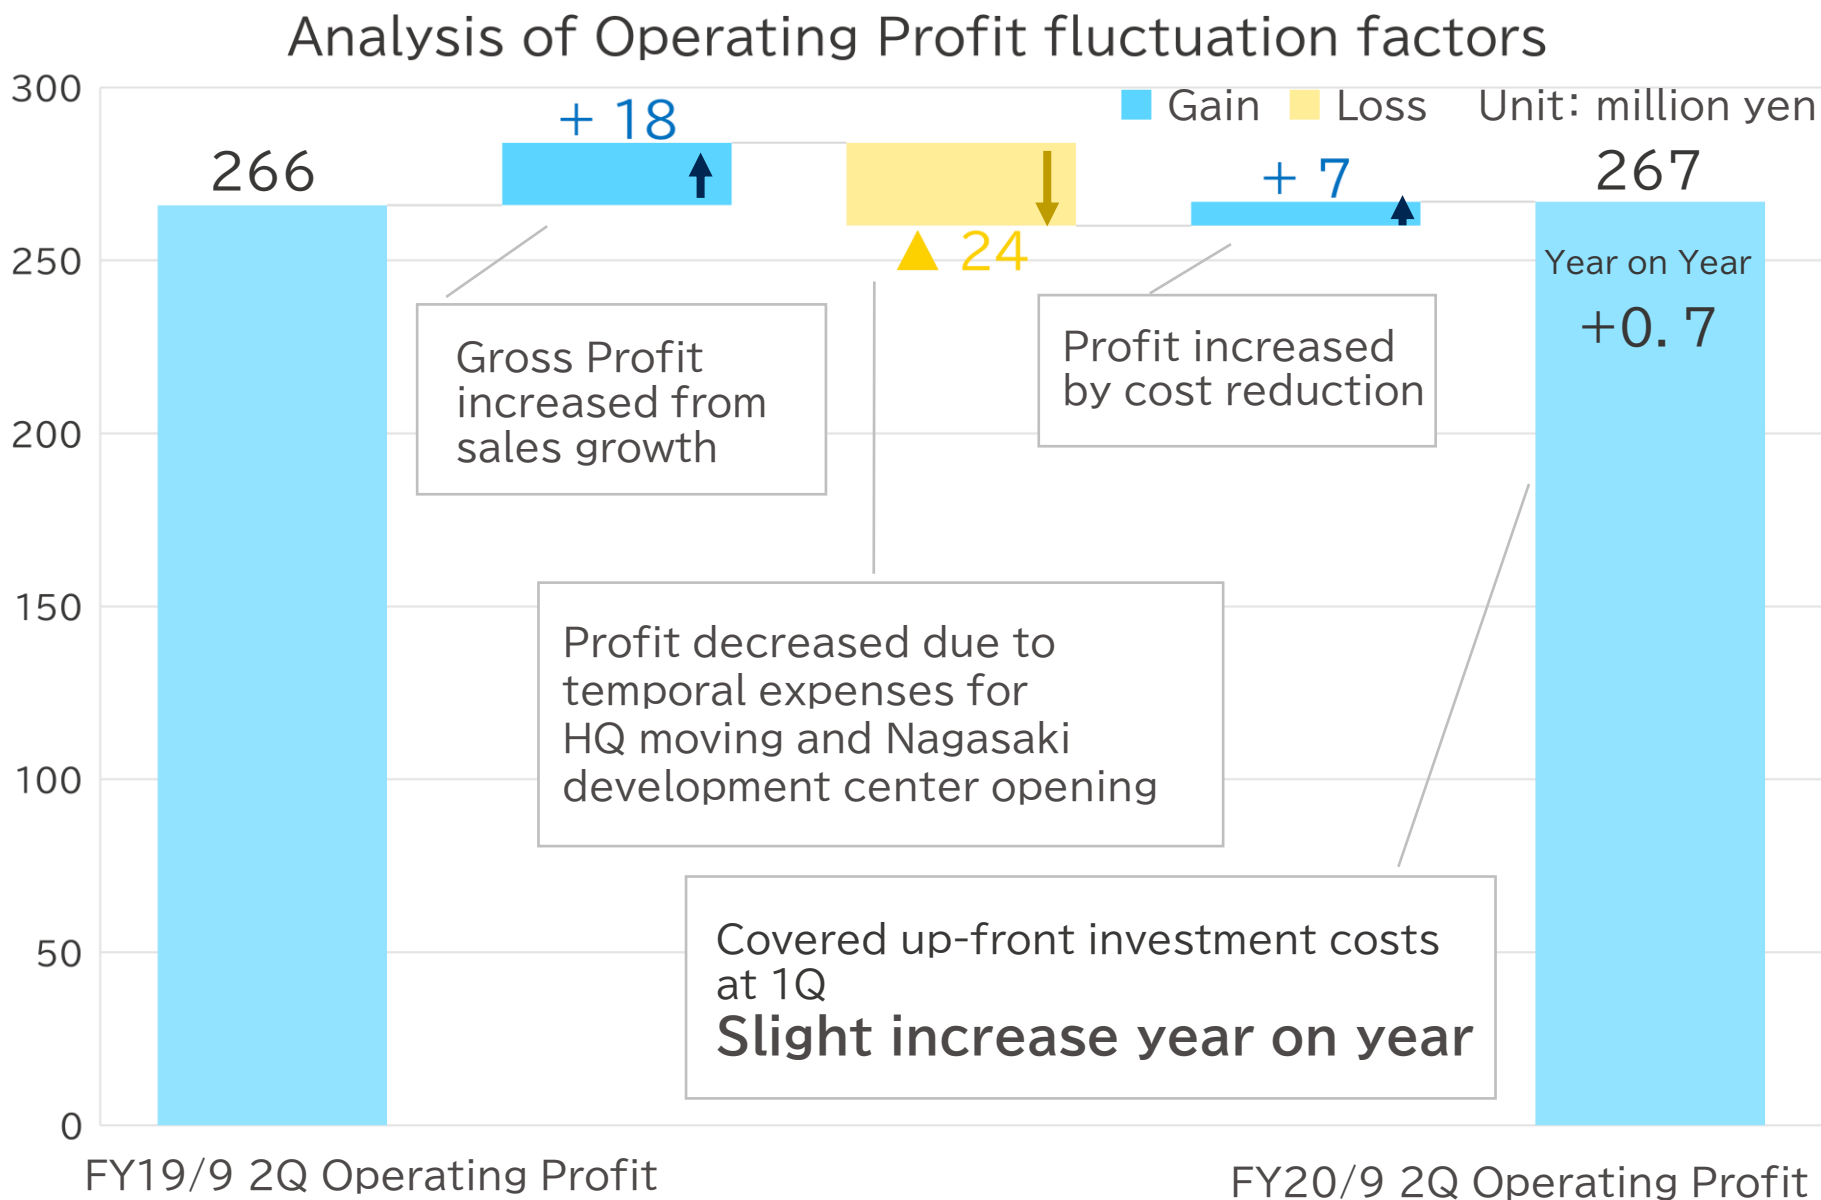 Analysis of Operating Profit fluctuation factors
Gain Loss Unit: million yen
300
250
200
150
100
50
0
266
+ 18
▲ 24
+ 7
267
Year on Year
+0. 7
Gross Profit
increased from
sales growth
Profit increased
by cost reduction
Profit decreased due to
temporal expenses for
HQ moving and Nagasaki
development center opening
Covered up-front investment costs
at 1Q
Slight increase year on year
FY19/9 2Q Operating Profit
FY20/9 2Q Operating Profit